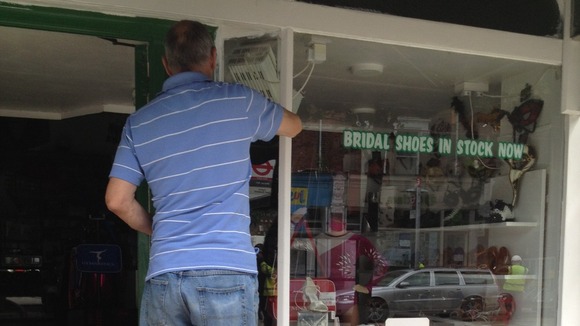 BRIDAL SHOES IN STOCK NOW